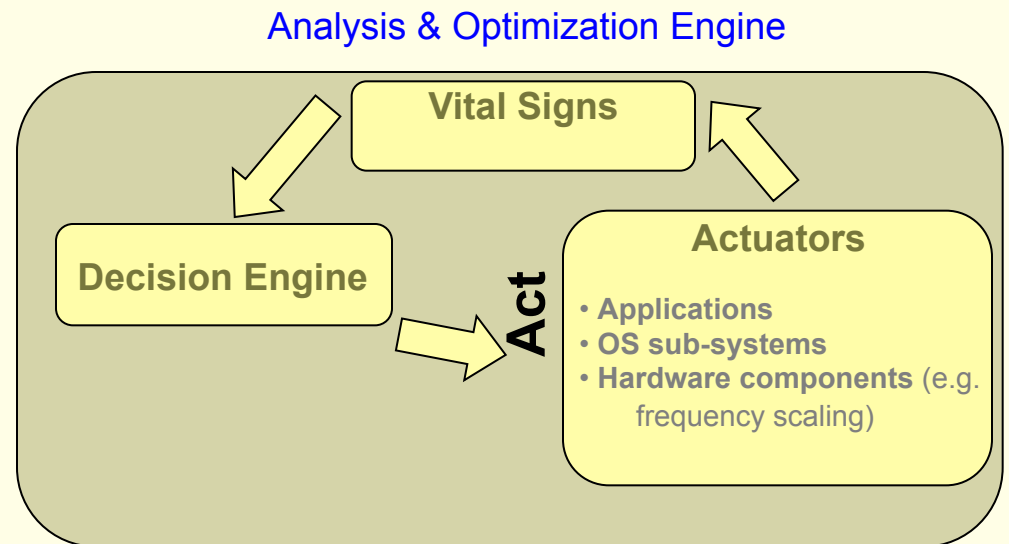 Analysis & Optimization Engine
Vital Signs
Decision Engine
Act
Actuators
• Applications
• OS sub-systems
• Hardware components (e.g.
frequency scaling)